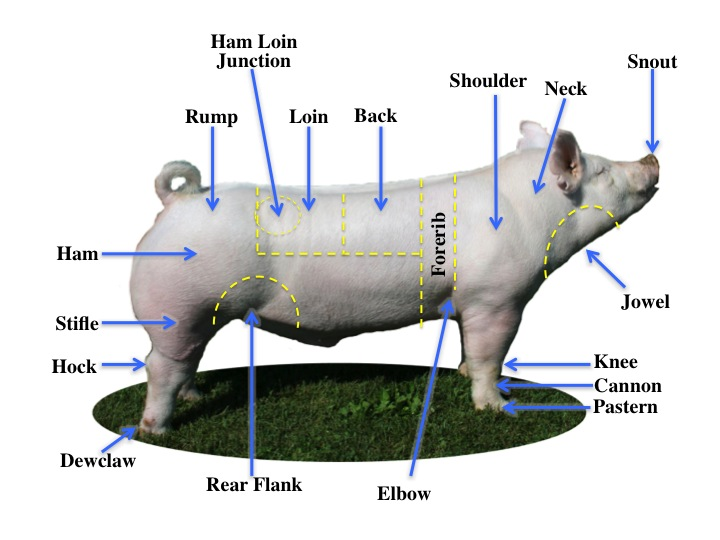 Ham Loin
Junction
Snout
Shoulder
Neck
Rump
Loin
Back
Forerib
Ham
Jowel
Stifle
Hock
Knee
Cannon
Pastern
Dewclaw
Rear Flank
Elbow